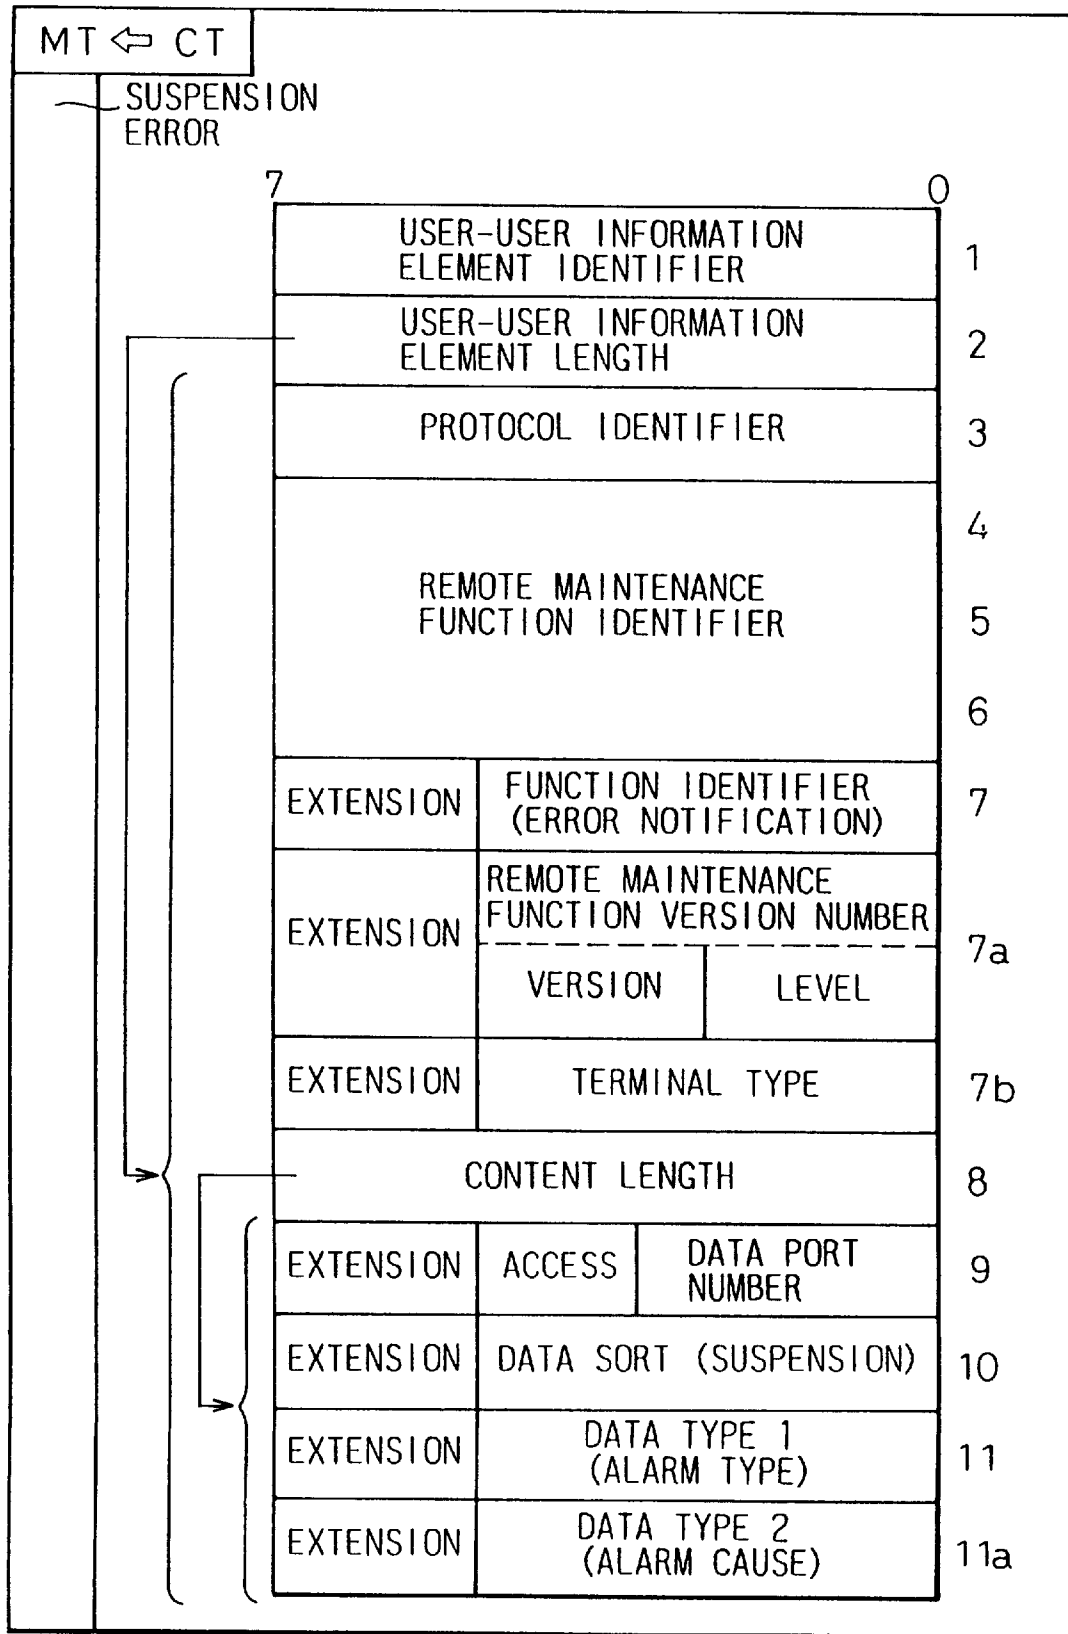 MT ⇦ CT
SUSPENSION
ERROR
7 0
USER-USER INFORMATION
ELEMENT IDENTIFIER
1
USER-USER INFORMATION
ELEMENT LENGTH
2
PROTOCOL IDENTIFIER
3
4
REMOTE MAINTENANCE
FUNCTION IDENTIFIER
5
6
EXTENSION
FUNCTION IDENTIFIER
(ERROR NOTIFICATION)
7
EXTENSION
REMOTE MAINTENANCE
FUNCTION VERSION NUMBER
7a
VERSION LEVEL
EXTENSION TERMINAL TYPE 7b
CONTENT LENGTH 8
EXTENSION ACCESS
DATA PORT
NUMBER
9
EXTENSION DATA SORT (SUSPENSION) 10
EXTENSION
DATA TYPE 1
(ALARM TYPE)
11
EXTENSION
DATA TYPE 2
(ALARM CAUSE)
11a